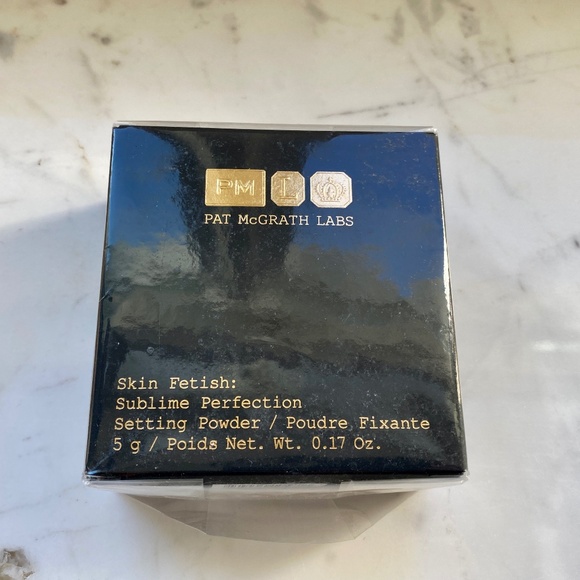 PM L
PAT McGRATH LABS
Skin Fetish:
Sublime Perfection
Setting Powder / Poudre Fixante
5 g / Poids Net. Wt. 0.17 Oz.